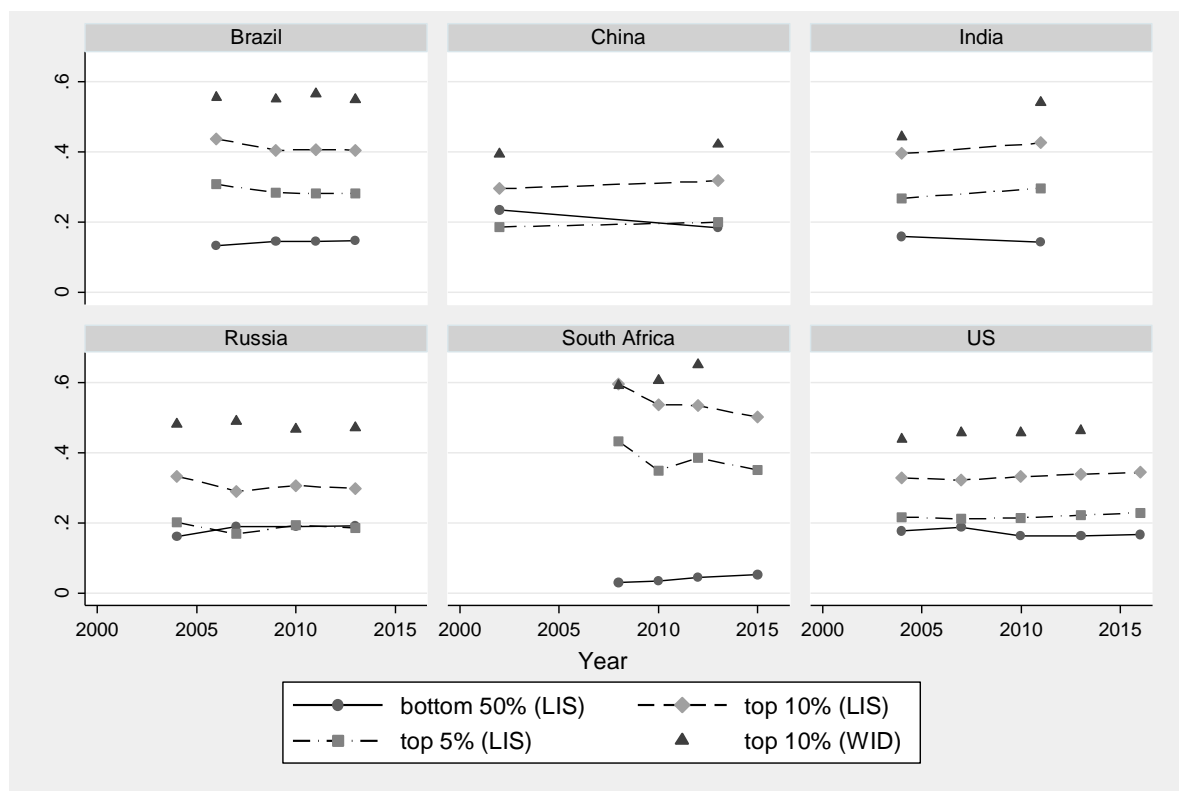 Brazil
China
India
.6
.4
.2
0
Russia
South Africa
US
.6
.4
.2
0
2000 2005 2010 2015
2000 2005 2010 2015
2000 2005 2010 2015
Year
bottom 50% (LIS)
top 10% (LIS)
top 5% (LIS)
top 10% (WID)